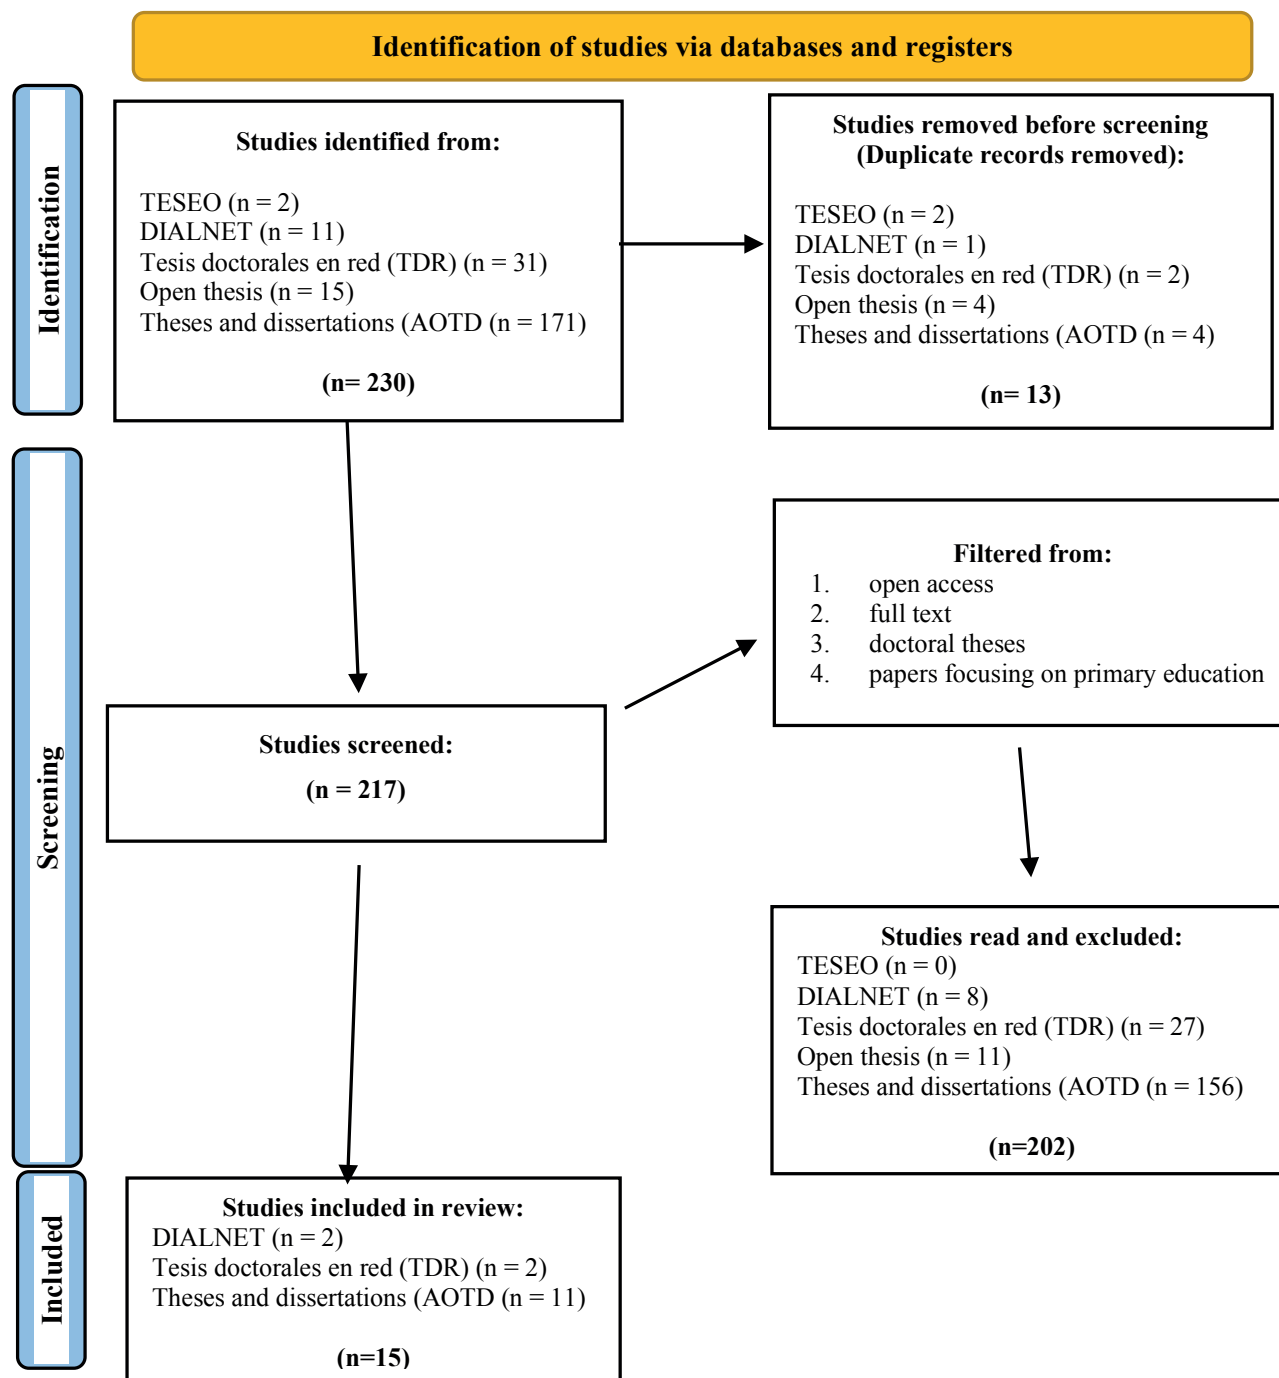 Identification of studies via databases and registers
Identification
Studies identified from:
TESEO (n = 2)
DIALNET (n = 11)
Tesis doctorales en red (TDR) (n = 31)
Open thesis (n = 15)
Theses and dissertations (AOTD (n = 171)
(n= 230)
Studies removed before screening
(Duplicate records removed):
TESEO (n = 2)
DIALNET (n = 1)
Tesis doctorales en red (TDR) (n = 2)
Open thesis (n = 4)
Theses and dissertations (AOTD (n = 4)
(n= 13)
Screening
Filtered from:
1. open access
2. full text
3. doctoral theses
4. papers focusing on primary education
Studies screened:
(n = 217)
Studies read and excluded:
TESEO (n = 0)
DIALNET (n = 8)
Tesis doctorales en red (TDR) (n = 27)
Open thesis (n = 11)
Theses and dissertations (AOTD (n = 156)
(n=202)
Included
Studies included in review:
DIALNET (n = 2)
Tesis doctorales en red (TDR) (n = 2)
Theses and dissertations (AOTD (n = 11)
(n=15)